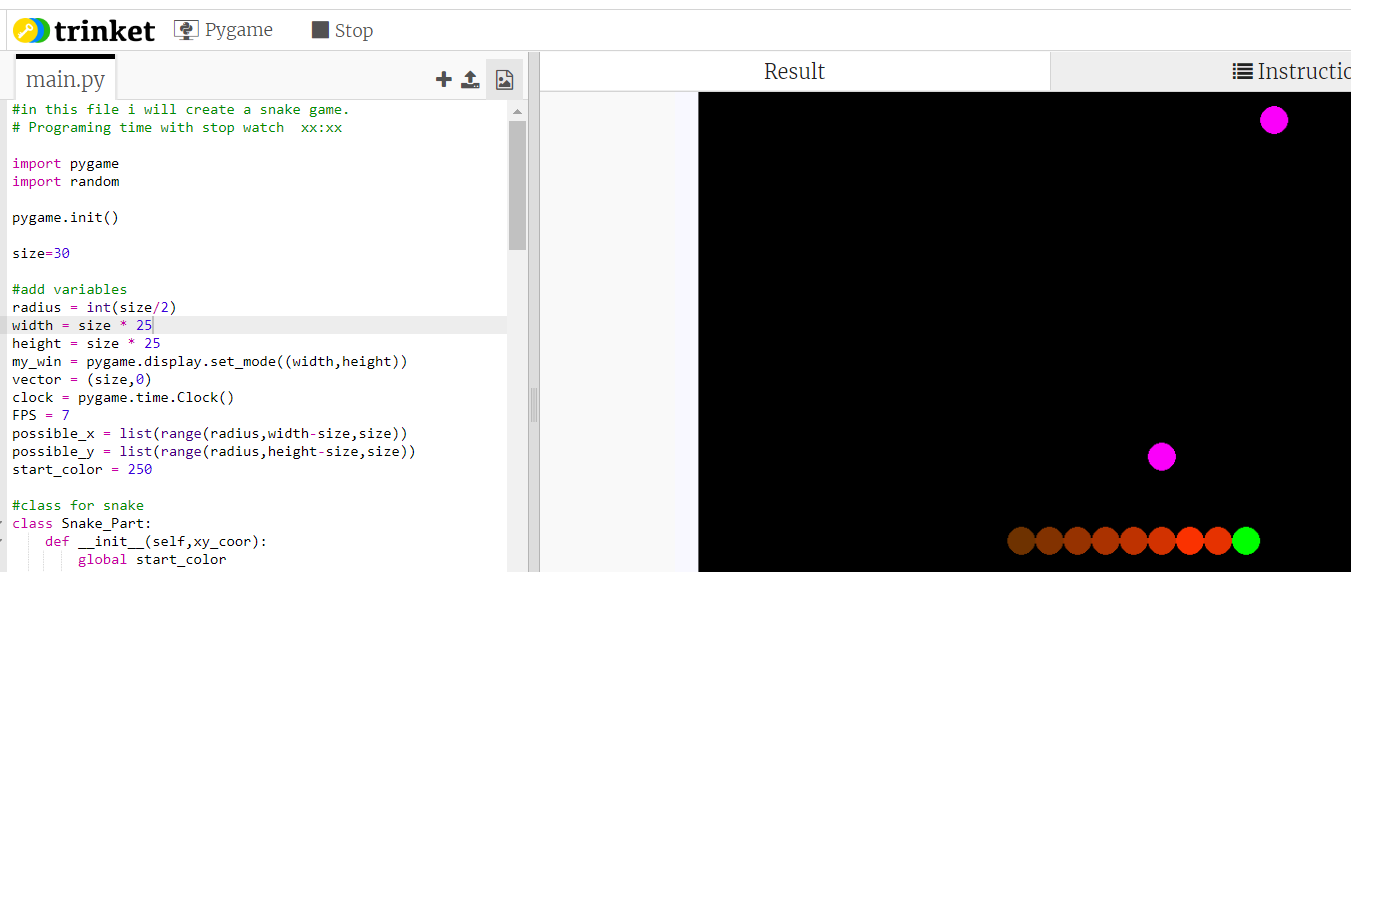 trinket Pygame Stop
main.py
Result
Instructio
#in this file i will create a snake game.
# Programing time with stop watch  xx:xx
import pygame
import random
pygame.init()
size=30
#add variables
radius = int(size/2)
width = size * 25
height = size * 25
my_win = pygame.display.set_mode((width,height))
vector = (size,0)
clock = pygame.time.Clock()
FPS = 7
possible_x = list(range(radius,width-size,size))
possible_y = list(range(radius,height-size,size))
start_color = 250
#class for snake
class Snake_Part:
    def __init__(self,xy_coor):
        global start_color